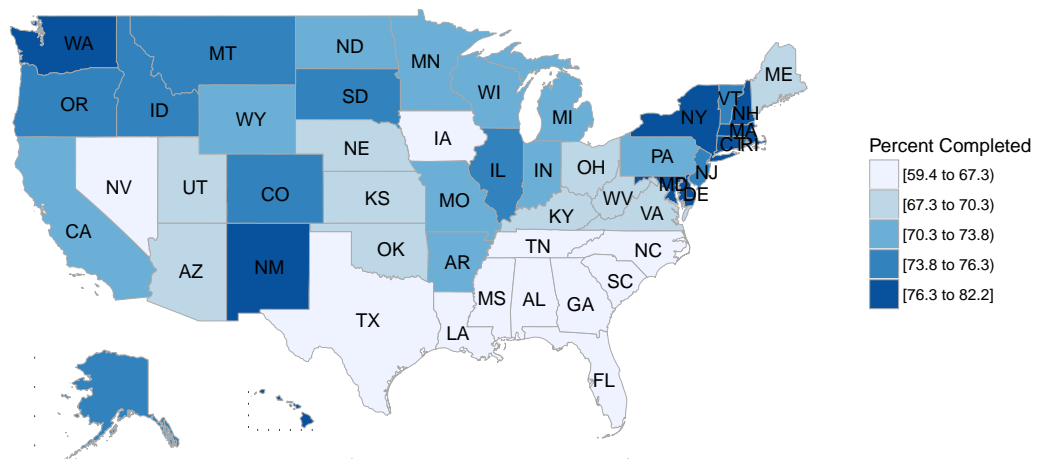 WA
MT
ND
MN
ME
OR
ID
SD
WI
VT
NH
WY
MI
NY
MA
IA
CT
RI
NE
PA
NV
UT
CO
IL
IN
OH
NJ
KS
MO
MD
DE
WV
CA
KY
VA
AZ
NM
OK
AR
TN
NC
SC
TX
MS
AL
GA
LA
FL
Percent Completed
[59.4 to 67.3)
[67.3 to 70.3)
[70.3 to 73.8)
[73.8 to 76.3)
[76.3 to 82.2]